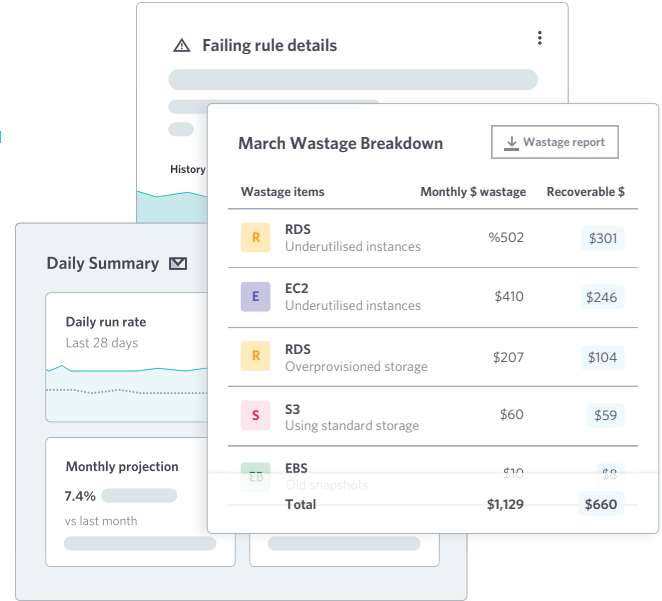 Failing rule details
History
March Wastage Breakdown
Wastage report
Wastage items Monthly $ wastage Recoverable $
R RDS %502 $301
Underutilised instances
E EC2 $410 $246
Underutilised instances
R RDS $207 $104
Overprovisioned storage
S S3 $60 $59
Using standard storage
EB EBS $10 $8
Old snapshots
Total $1,129 $660
Daily Summary
Daily run rate
Last 28 days
Monthly projection
7.4%
vs last month